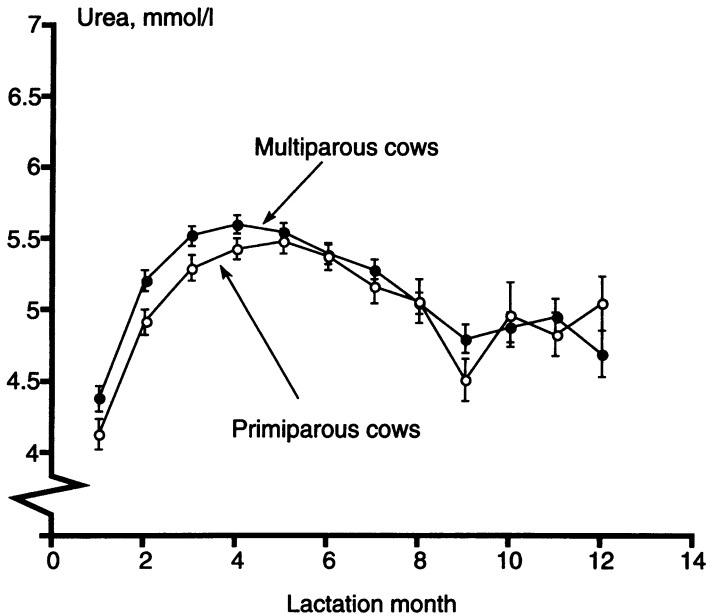 Urea, mmol/l
7
6.5
6
5.5
5
4.5
4
Multiparous cows
Primiparous cows
0 2 4 6 8 10 12 14
Lactation month